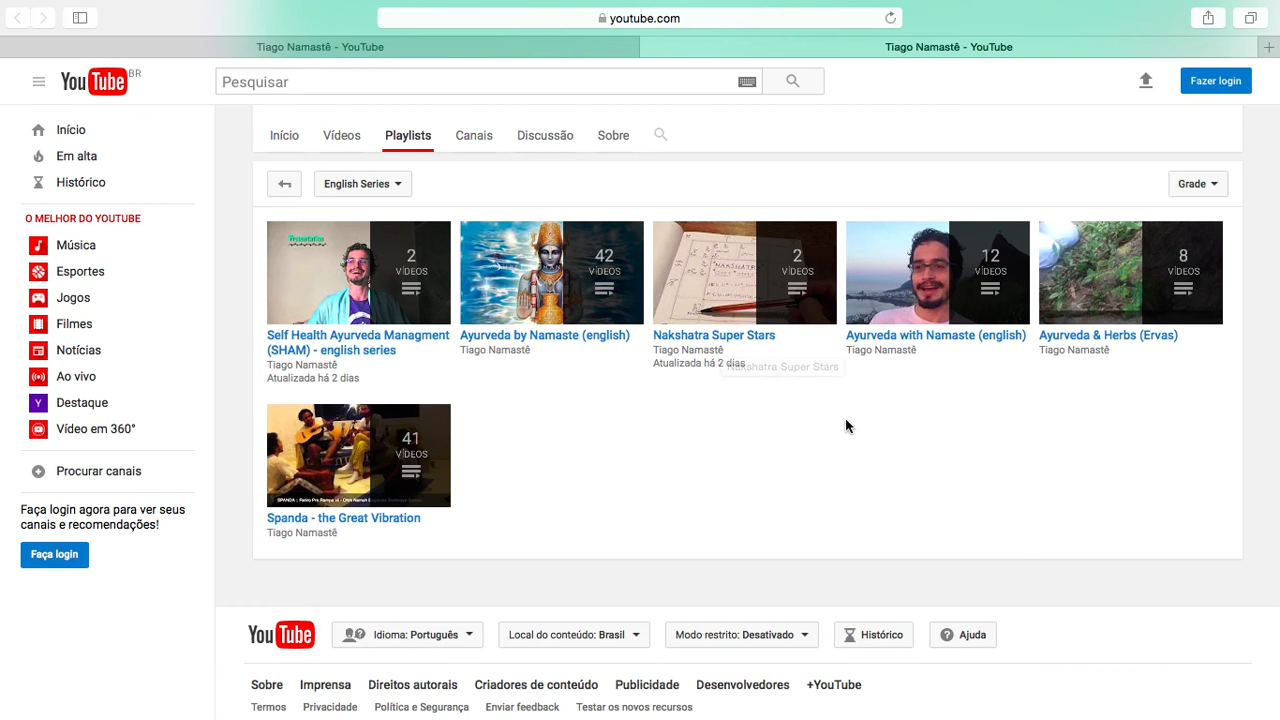 youtube.com
Tiago Namastê - YouTube
Tiago Namastê - YouTube
YouTube BR
Pesquisar
Fazer login
Início
Em alta
Histórico
O MELHOR DO YOUTUBE
Música
Esportes
Jogos
Filmes
Notícias
Ao vivo
Destaque
Vídeo em 360°
Procurar canais
Faça login agora para ver seus
canais e recomendações!
Faça login
Início Vídeos Playlists Canais Discussão Sobre
English Series
Grade
Presentation
2
VÍDEOS
Self Health Ayurveda Managment
(SHAM) - english series
Tiago Namastê
Atualizada há 2 dias
42
VÍDEOS
Ayurveda by Namaste (english)
Tiago Namastê
NAKSHATRA
2
VÍDEOS
Nakshatra Super Stars
Tiago Namastê
Atualizada há 2 dias
Nakshatra Super Stars
12
VÍDEOS
Ayurveda with Namaste (english)
Tiago Namastê
8
VÍDEOS
Ayurveda & Herbs (Ervas)
Tiago Namastê
41
VÍDEOS
Spanda - the Great Vibration
Tiago Namastê
YouTube
Idioma: Português
Local do conteúdo: Brasil
Modo restrito: Desativado
Histórico
Ajuda
Sobre Imprensa Direitos autorais Criadores de conteúdo Publicidade Desenvolvedores +YouTube
Termos Privacidade Política e Segurança Enviar feedback Testar os novos recursos